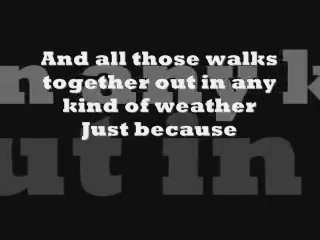 And all those walks
together out in any
kind of weather
Just because